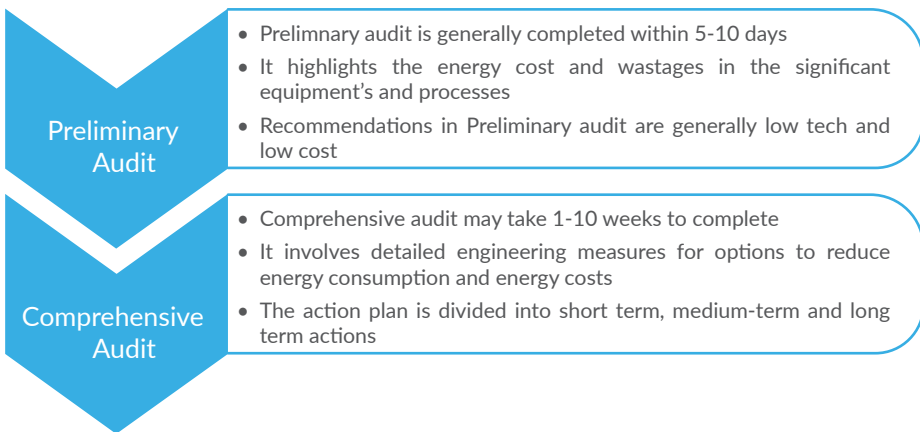 Preliminary
Audit
• Prelimnary audit is generally completed within 5-10 days
• It highlights the energy cost and wastages in the significant
equipment's and processes
• Recommendations in Preliminary audit are generally low tech and
low cost
Comprehensive
Audit
• Comprehensive audit may take 1-10 weeks to complete
• It involves detailed engineering measures for options to reduce
energy consumption and energy costs
• The action plan is divided into short term, medium-term and long
term actions